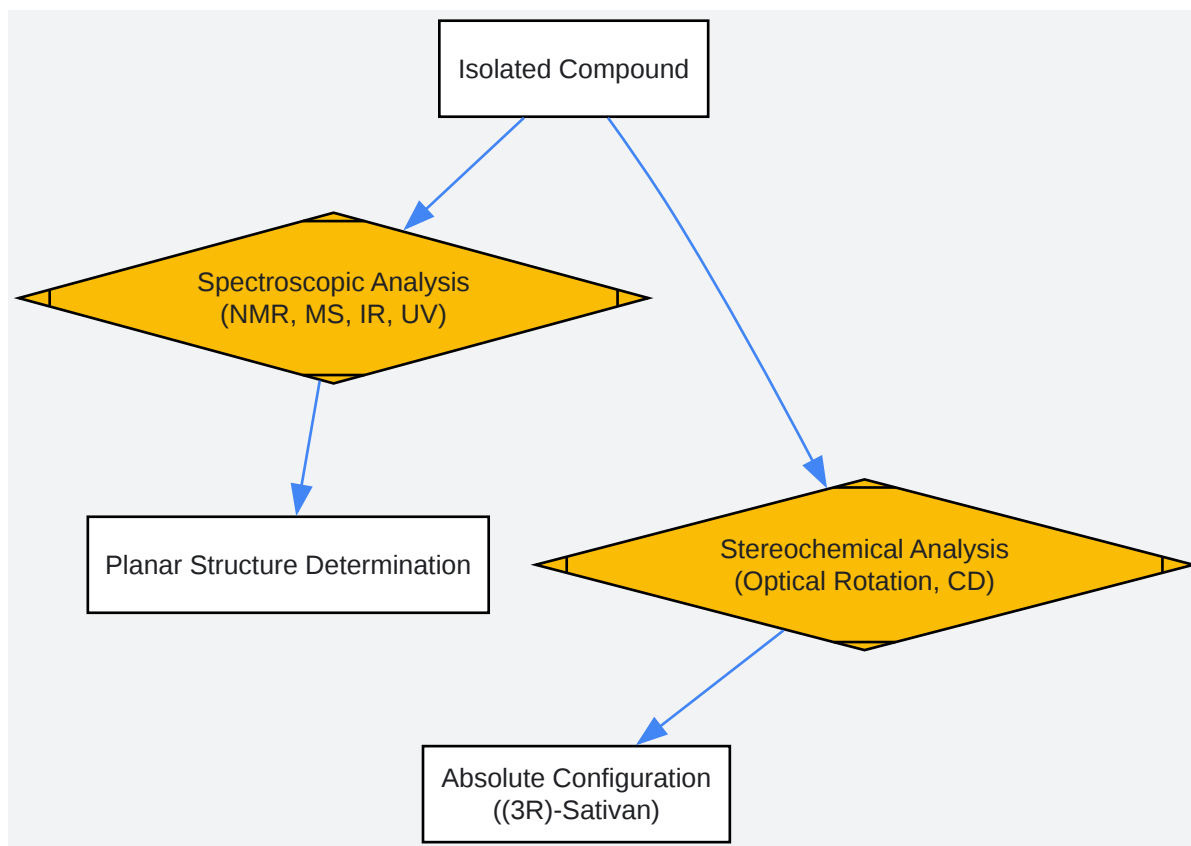 Isolated Compound
Spectroscopic Analysis
(NMR, MS, IR, UV)
Planar Structure Determination
Stereochemical Analysis
(Optical Rotation, CD)
Absolute Configuration
((3R)-Sativan)